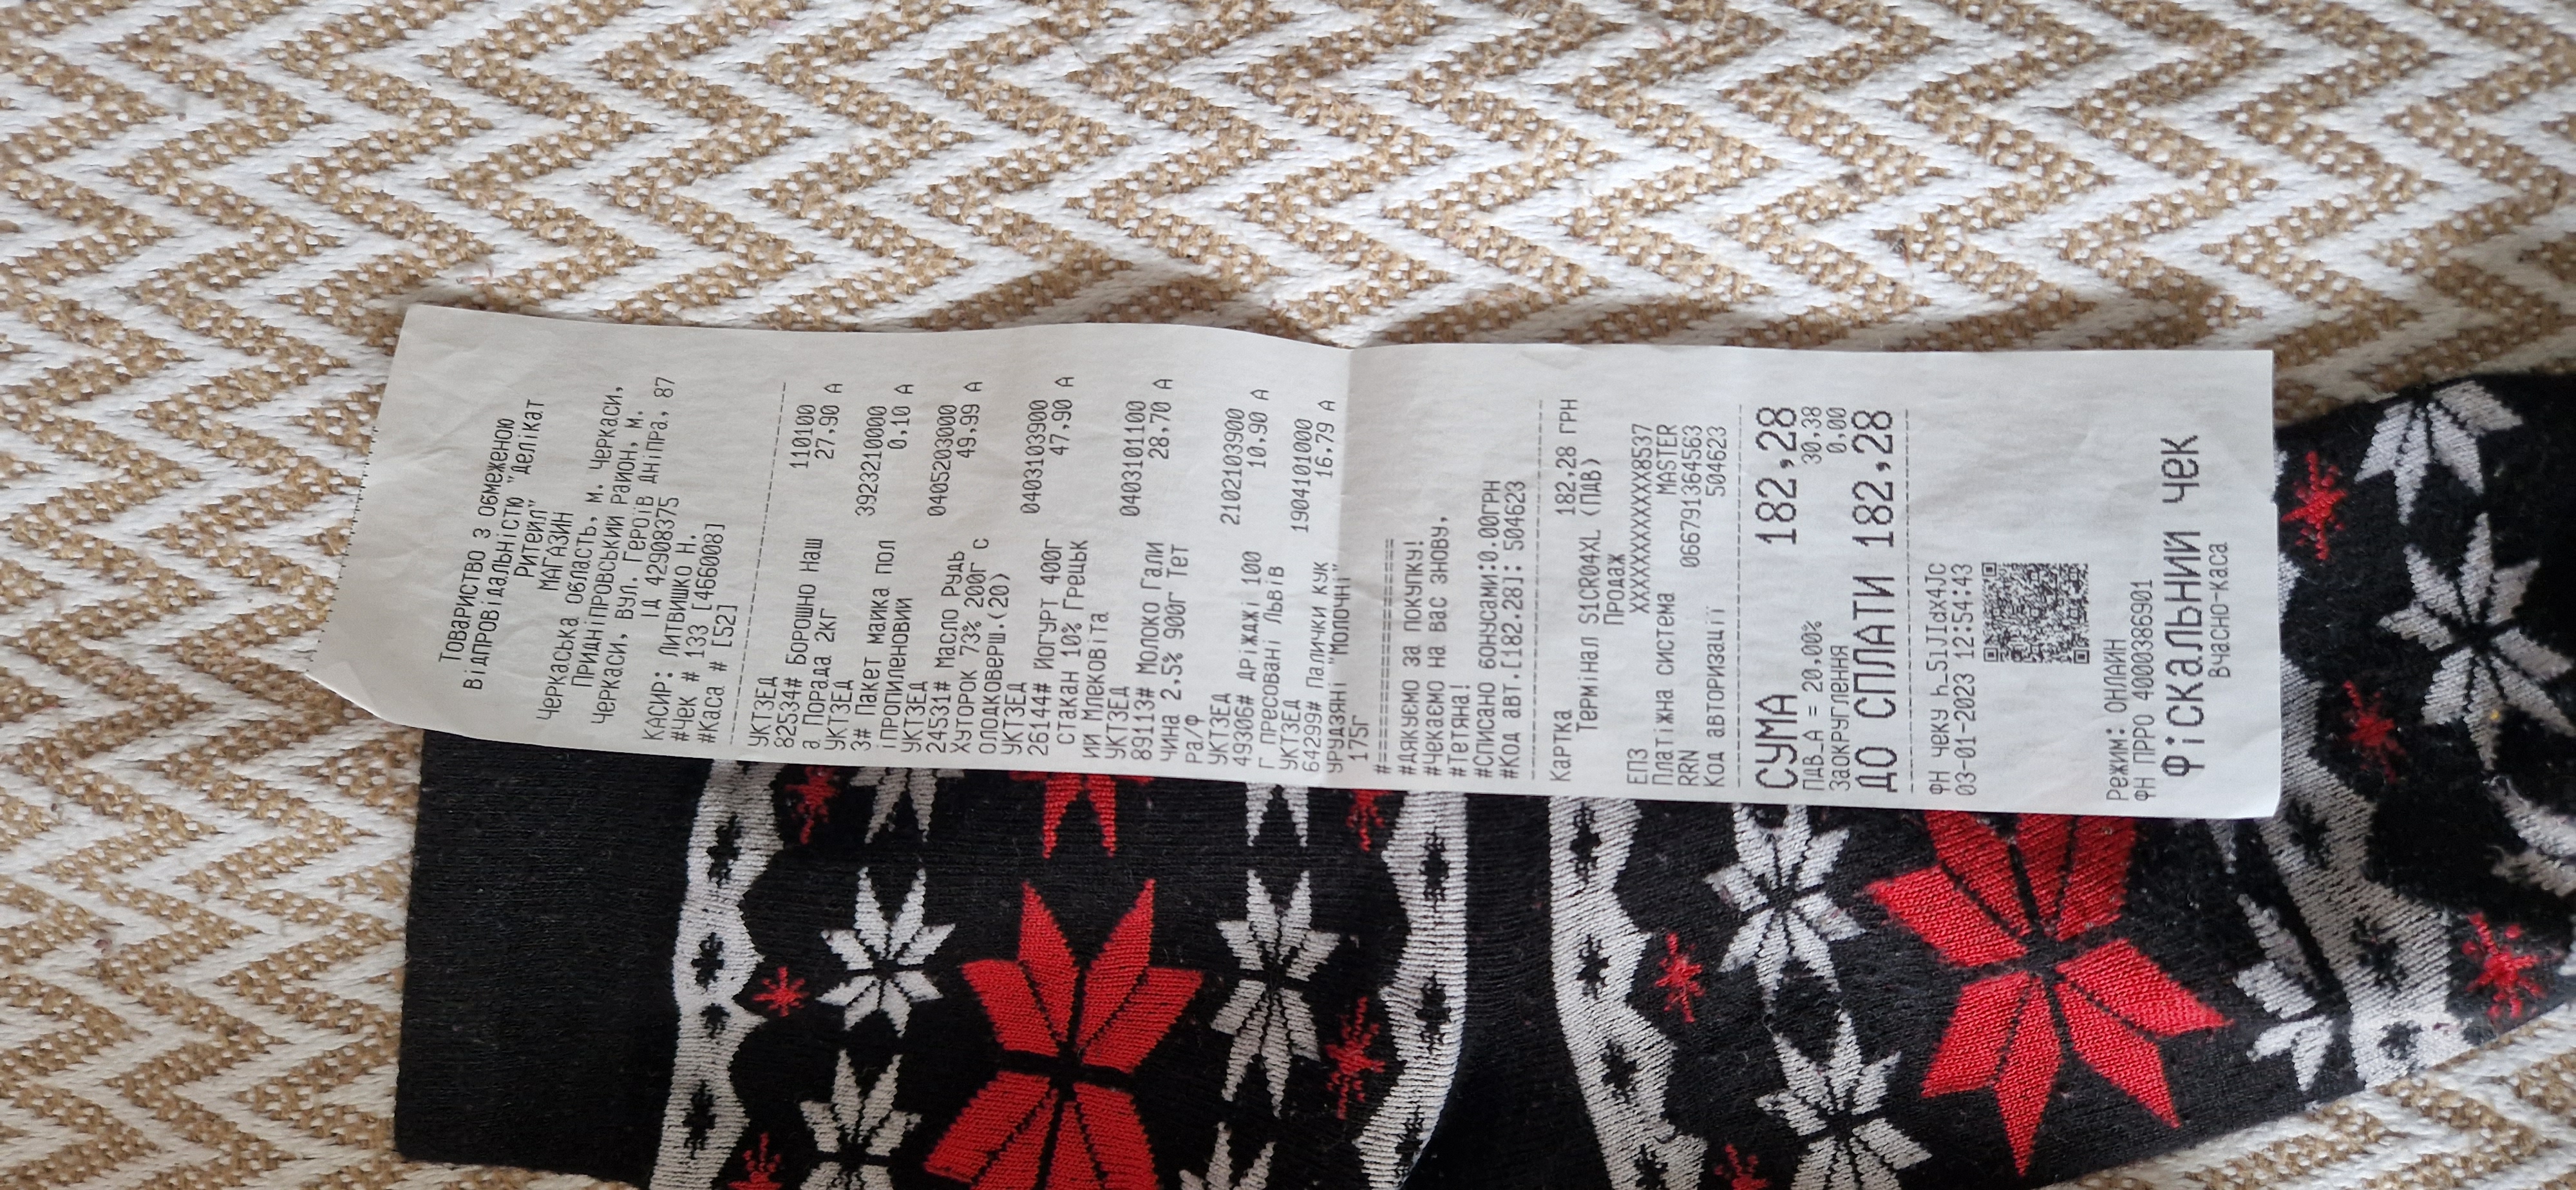 Товариство з обмеженою
відпровідальністю "Делікат
Ритейл"
МАГАЗИН
Черкаська область, м. Черкаси,
Придніпровський район, м.
Черкаси, вул. Героїв Дніпра, 87
ІД 42908375
Касир: Литвишко Н.
#Чек # 133 [466008]
#Каса # [52]
УКТЗЕД 110100
82534# Борошно Наш 27,90 А
а Порада 2кг
УКТЗЕД 3923210000
3# Пакет майка пол 0,10 А
іпропиленовий
УКТЗЕД 0405203000
24531# Масло Рудь 49,99 А
Хуторок 73% 200г С
олодковерш.(20)
УКТЗЕД 0403103900
26144# Йогурт 400г 47,90 А
стакан 10% Грецьк
ий Млековіта
УКТЗЕД 0403101100
89113# Молоко Гали 28,70 А
чина 2,5% 900г Тет
ра/Ф
УКТЗЕД 2102103900
49306# Дріжджі 100 10,90 А
г пресовані Львів
УКТЗЕД 1904101000
64299# Палички кук 16,79 А
урудзяні "Молочні"
175г
#====================
#Дякуємо за покупку!
#Чекаємо на Вас знову,
#Тетяна!
#Списано бонусами:0.00ГРН
#Код авт.[182.28]: 504623
Картка 182,28 ГРН
Термінал S1CR04XL (ПДВ)
Продаж
ЕПЗ XXXXXXXXXXXX8537
Платіжна система MASTER
RRN 066791364563
Код авторизації 504623
СУМА 182,28
ПДВ_А = 20,00% 30,38
Заокруглення 0,00
ДО СПЛАТИ 182,28
ФН чеку h_51JIdx4JC
03-01-2023 12:54:43
Режим: ОНЛАЙН
ФН ПРРО 4000386901
Фіскальний чек
Вчасно-каса